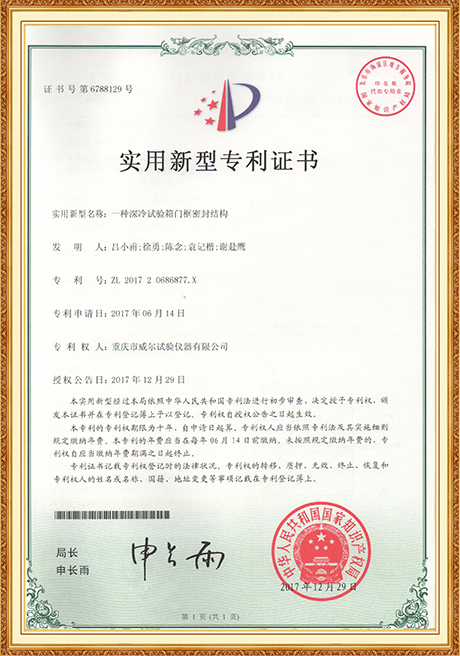 证书号第6788129号
印花税
代扣专用章
实用新型专利证书
实用新型名称：一种深冷试验箱门框密封结构
发 明 人：吕小甫;徐勇;陈念;袁记楷;谢赴鹰
专 利 号：ZL 2017 2 0686877.X
专利申请日：2017年06月14日
专 利 权 人：重庆市威尔试验仪器有限公司
授权公告日：2017年12月29日
本实用新型经过本局依照中华人民共和国专利法进行初步审查，决定授予专利权，颁
发本证书并在专利登记簿上予以登记。专利权自授权公告之日起生效。
本专利的专利权期限为十年，自申请日起算。专利权人应当依照专利法及其实施细则
规定缴纳年费。本专利的年费应当在每年06月14日前缴纳。未按照规定缴纳年费的，专
利权自应当缴纳年费期满之日起终止。
专利证书记载专利权登记时的法律状况。专利权的转移、质押、无效、终止、恢复和
专利权人的姓名或名称、国籍、地址变更等事项记载在专利登记簿上。
局长
申长雨
申长雨
中华人民共和国国家知识产权局
2017年12月29日
第1页(共1页)